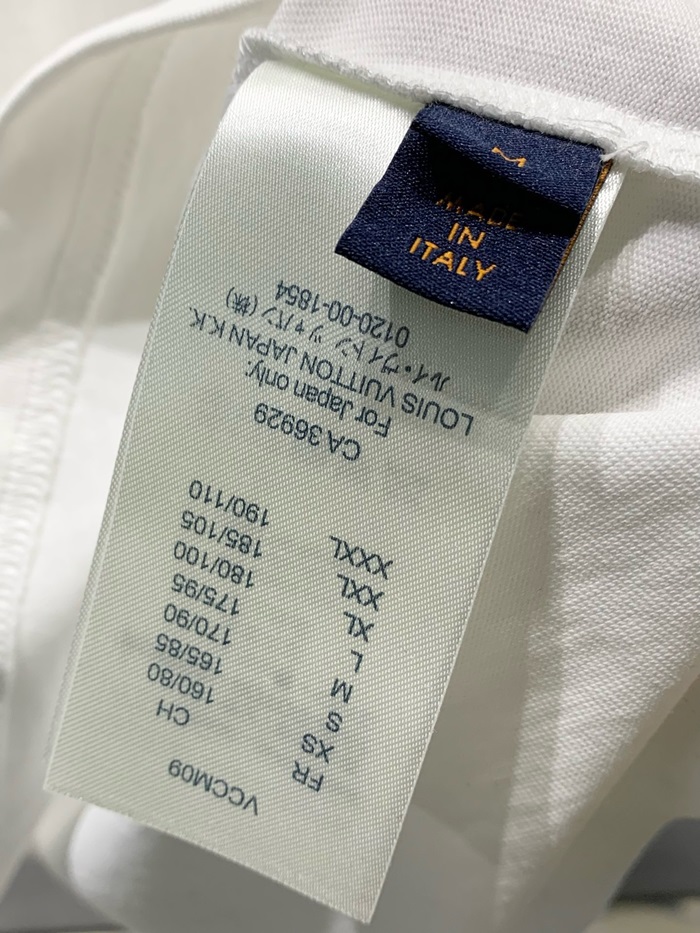 M
MADE
IN
ITALY
VCCM09
FR CH
XS 160/80
S 165/85
M 170/90
L 175/95
XL 180/100
XXL 185/105
XXXL 190/110
CA 36929
For Japan only:
LOUIS VUITTON JAPAN K.K.
ルイ・ヴィトン ジャパン (株)
0120-00-1854